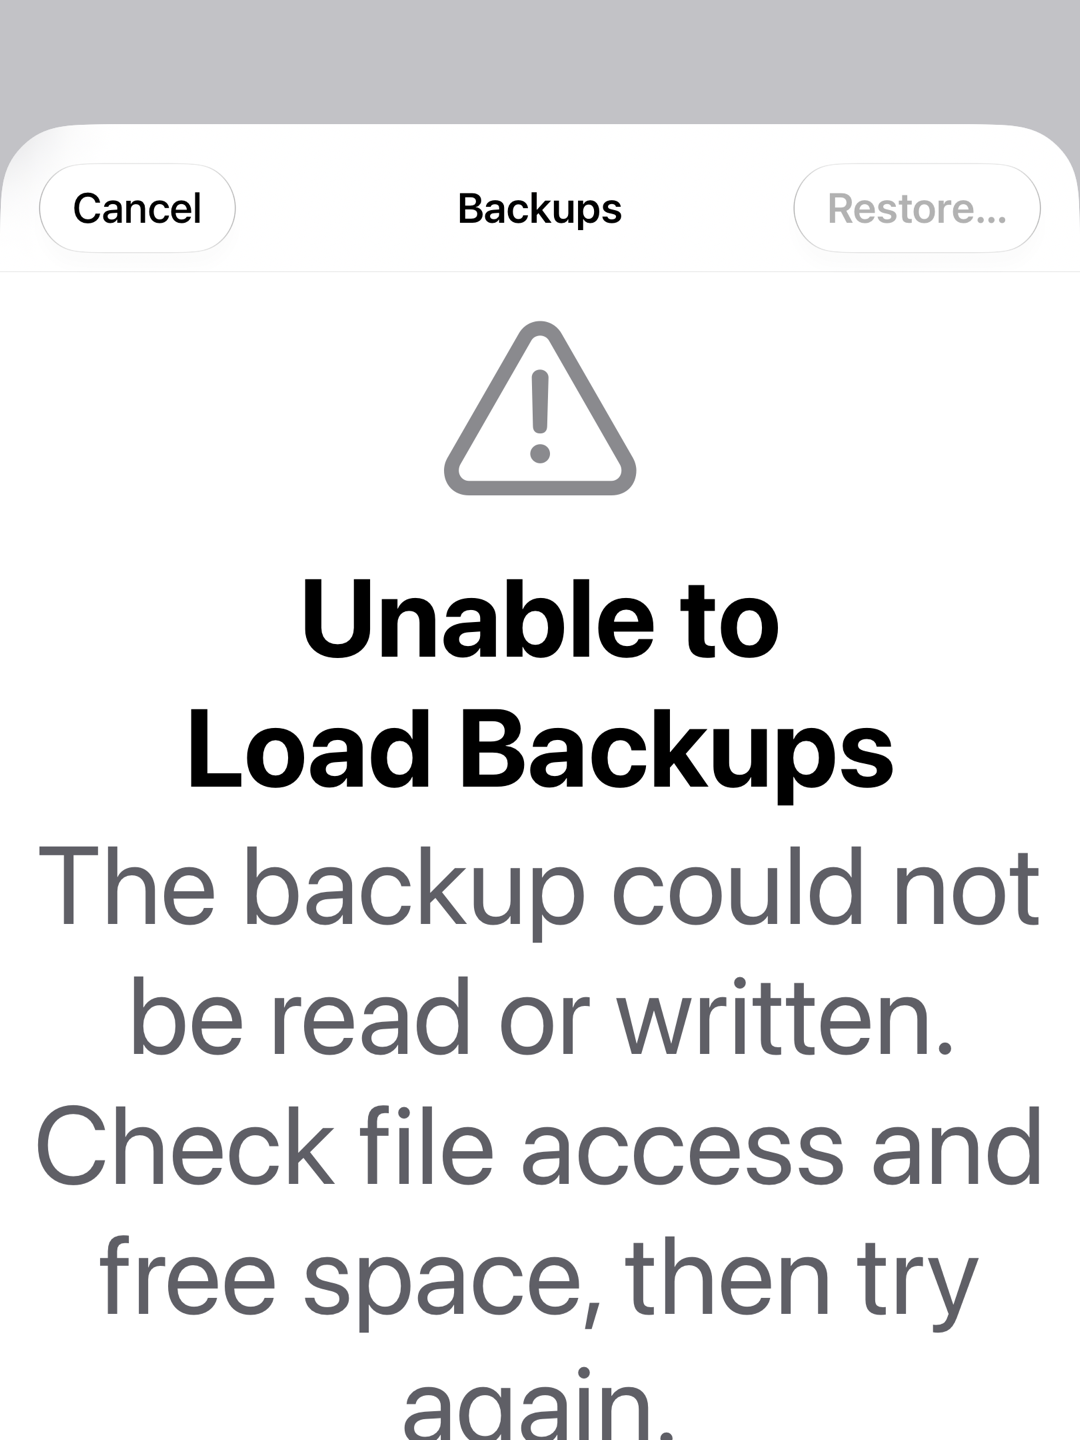 Cancel
Backups
Restore...
Unable to
Load Backups
The backup could not
be read or written.
Check file access and
free space, then try
again.